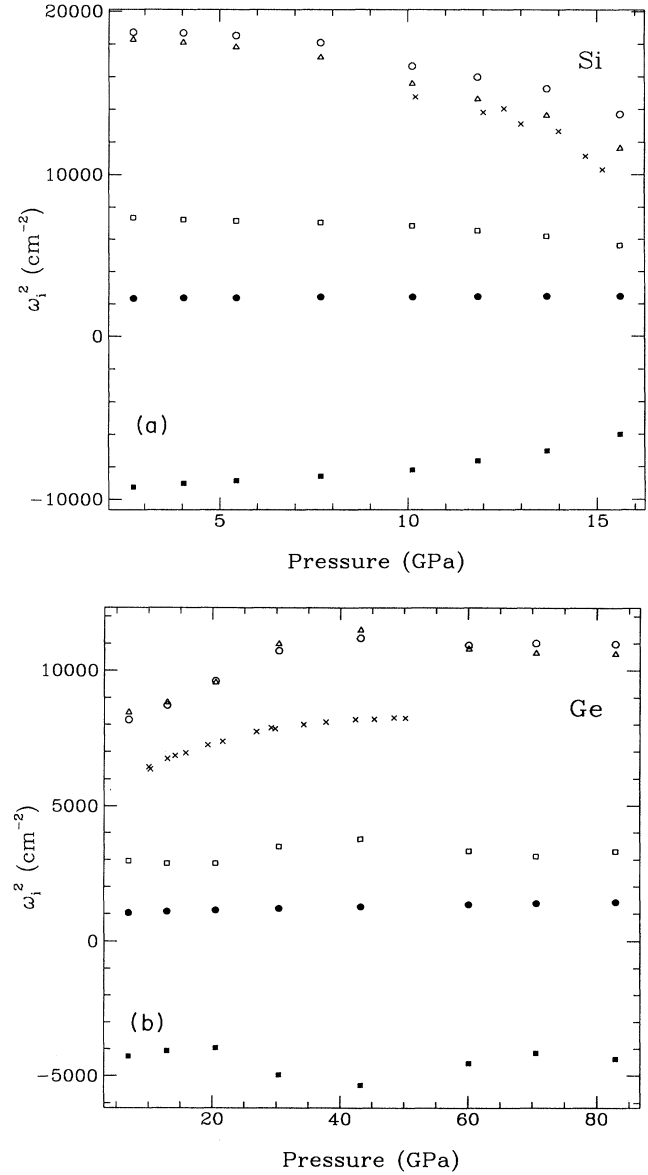 20000
Si
10000
ω_i^2 (cm^-2)
0
(a)
-10000
5 10 15
Pressure (GPa)
10000
Ge
5000
ω_i^2 (cm^-2)
0
(b)
-5000
20 40 60 80
Pressure (GPa)